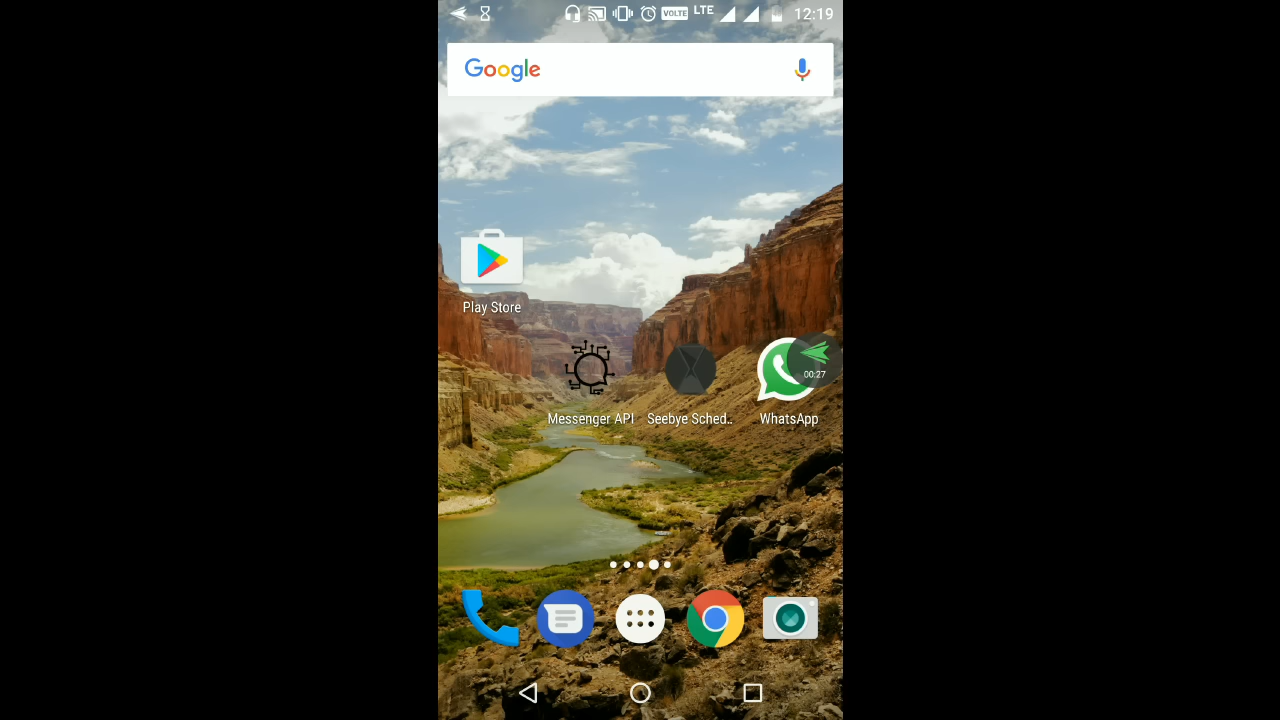 VOLTE LTE 12:19
Google
Play Store
00:27
Messenger API Seebye Sched.. WhatsApp